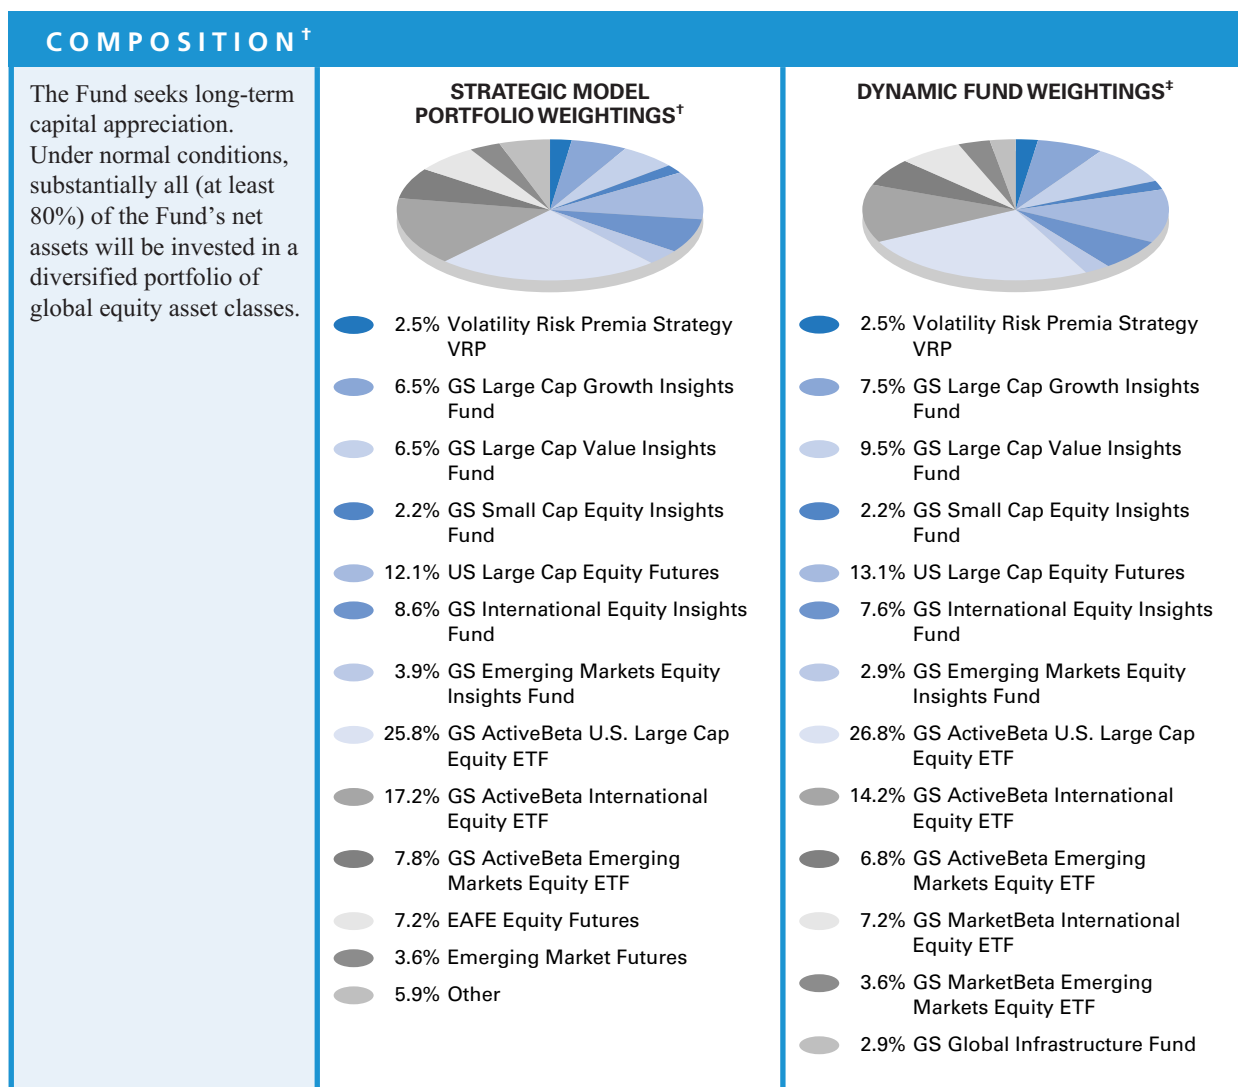 COMPOSITION†
The Fund seeks long-term
capital appreciation.
Under normal conditions,
substantially all (at least
80%) of the Fund’s net
assets will be invested in a
diversified portfolio of
global equity asset classes.
STRATEGIC MODEL
PORTFOLIO WEIGHTINGS†
2.5% Volatility Risk Premia Strategy
VRP
6.5% GS Large Cap Growth Insights
Fund
6.5% GS Large Cap Value Insights
Fund
2.2% GS Small Cap Equity Insights
Fund
12.1% US Large Cap Equity Futures
8.6% GS International Equity Insights
Fund
3.9% GS Emerging Markets Equity
Insights Fund
25.8% GS ActiveBeta U.S. Large Cap
Equity ETF
17.2% GS ActiveBeta International
Equity ETF
7.8% GS ActiveBeta Emerging
Markets Equity ETF
7.2% EAFE Equity Futures
3.6% Emerging Market Futures
5.9% Other
DYNAMIC FUND WEIGHTINGS‡
2.5% Volatility Risk Premia Strategy
VRP
7.5% GS Large Cap Growth Insights
Fund
9.5% GS Large Cap Value Insights
Fund
2.2% GS Small Cap Equity Insights
Fund
13.1% US Large Cap Equity Futures
7.6% GS International Equity Insights
Fund
2.9% GS Emerging Markets Equity
Insights Fund
26.8% GS ActiveBeta U.S. Large Cap
Equity ETF
14.2% GS ActiveBeta International
Equity ETF
6.8% GS ActiveBeta Emerging
Markets Equity ETF
7.2% GS MarketBeta International
Equity ETF
3.6% GS MarketBeta Emerging
Markets Equity ETF
2.9% GS Global Infrastructure Fund